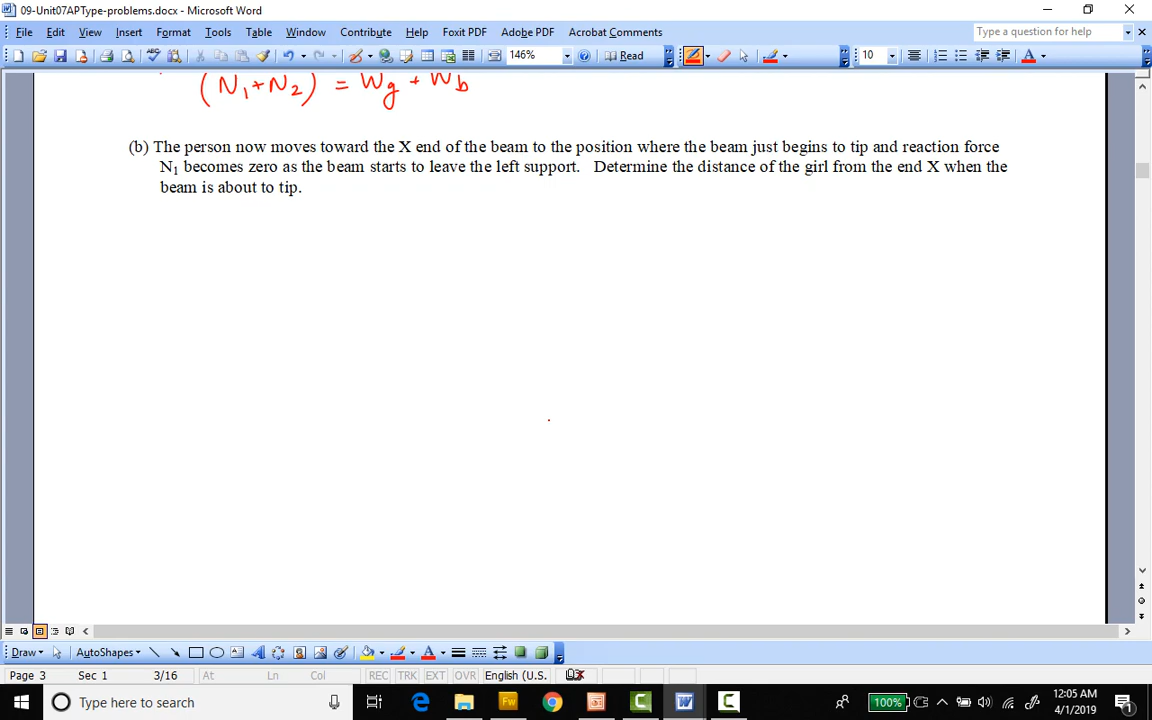 09-Unit07APType-problems.docx - Microsoft Word
File Edit View Insert Format Tools Table Window Contribute Help Foxit PDF Adobe PDF Acrobat Comments Type a question for help
146% Read 10
(N₁+N₂) = Wg + Wb
(b) The person now moves toward the X end of the beam to the position where the beam just begins to tip and reaction force
N₁ becomes zero as the beam starts to leave the left support. Determine the distance of the girl from the end X when the
beam is about to tip.
Draw AutoShapes
Page 3 Sec 1 3/16 At Ln Col REC TRK EXT OVR English (U.S.
Type here to search 100% 12:05 AM
4/1/2019